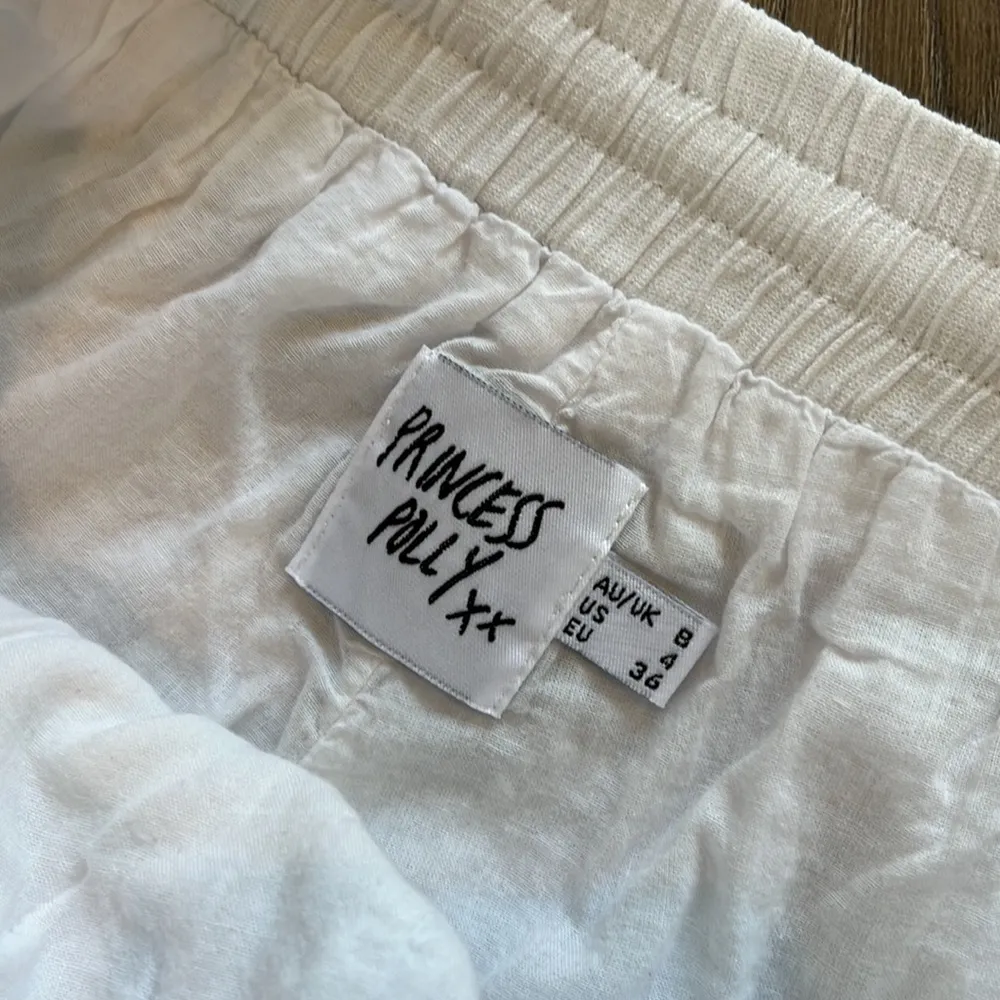 PRINCESS
POLLY
xx
AU/UK 8
US 4
EU 36